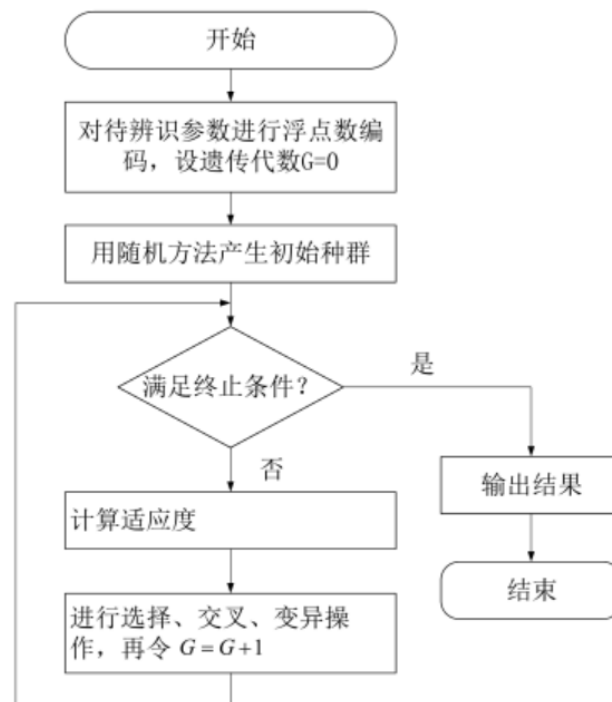 开始
对待辨识参数进行浮点数编
码，设遗传代数G=0
用随机方法产生初始种群
满足终止条件？
是
否
输出结果
计算适应度
结束
进行选择、交叉、变异操
作，再令 G=G+1